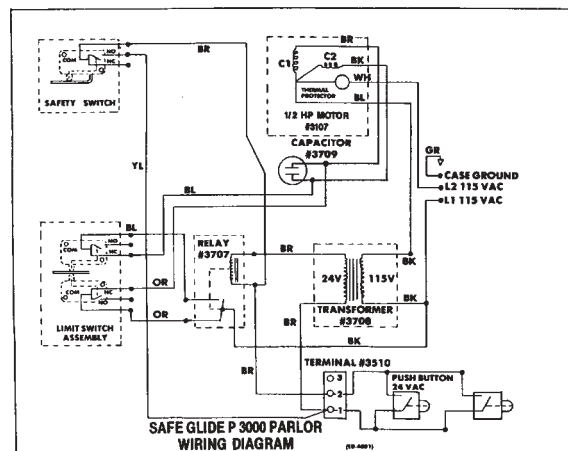 BR
NO
COM
NC
SAFETY SWITCH
BR
C1
C2
BK
WH
THERMAL
PROTECTOR
BL
1/2 HP MOTOR
#3107
CAPACITOR
#3709
GR
CASE GROUND
L2 115 VAC
L1 115 VAC
YL
BL
BL
NO
COM
NC
COM
NC
NO
OR
OR
LIMIT SWITCH
ASSEMBLY
RELAY
#3707
BR
BK
24V
115V
BR
BK
TRANSFORMER
#3708
BK
BR
TERMINAL #3510
3
2
1
PUSH BUTTON
24 VAC
SAFE GLIDE P 3000 PARLOR
WIRING DIAGRAM